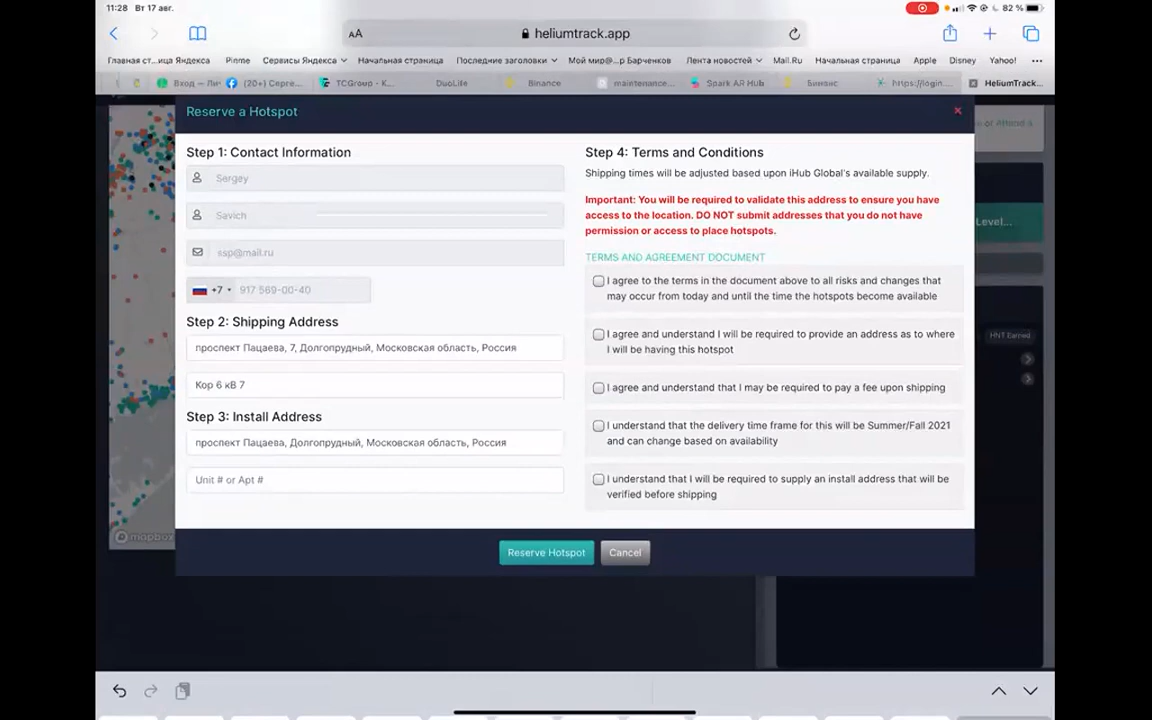 11:28 Вт 17 авг.
82 %
AA
heliumtrack.app
Главная ст...ица Яндекса
Pinme
Сервисы Яндекса
Начальная страница
Последние заголовки
Мой мир@...р Барченков
Лента новостей
Mail.Ru
Начальная страница
Apple
Disney
Yahoo!
Вход — Ли
(20+) Серге...
TCGroup - K...
DuoLife
Binance
maintenance...
Spark AR Hub
Бинвис
https://login...
HeliumTrack...
Reserve a Hotspot
or Attend a
Step 1: Contact Information
Sergey
Savich
ssp@mail.ru
+7
917 569-00-40
Step 2: Shipping Address
проспект Пацаева, 7, Долгопрудный, Московская область, Россия
Кор 6 кВ 7
Step 3: Install Address
проспект Пацаева, Долгопрудный, Московская область, Россия
Unit # or Apt #
Step 4: Terms and Conditions
Shipping times will be adjusted based upon iHub Global's available supply.
Important: You will be required to validate this address to ensure you have
access to the location. DO NOT submit addresses that you do not have
permission or access to place hotspots.
TERMS AND AGREEMENT DOCUMENT
I agree to the terms in the document above to all risks and changes that
may occur from today and until the time the hotspots become available
I agree and understand I will be required to provide an address as to where
I will be having this hotspot
I agree and understand that I may be required to pay a fee upon shipping
I understand that the delivery time frame for this will be Summer/Fall 2021
and can change based on availability
I understand that I will be required to supply an install address that will be
verified before shipping
Level...
HNT Earned
mapbox
Reserve Hotspot
Cancel